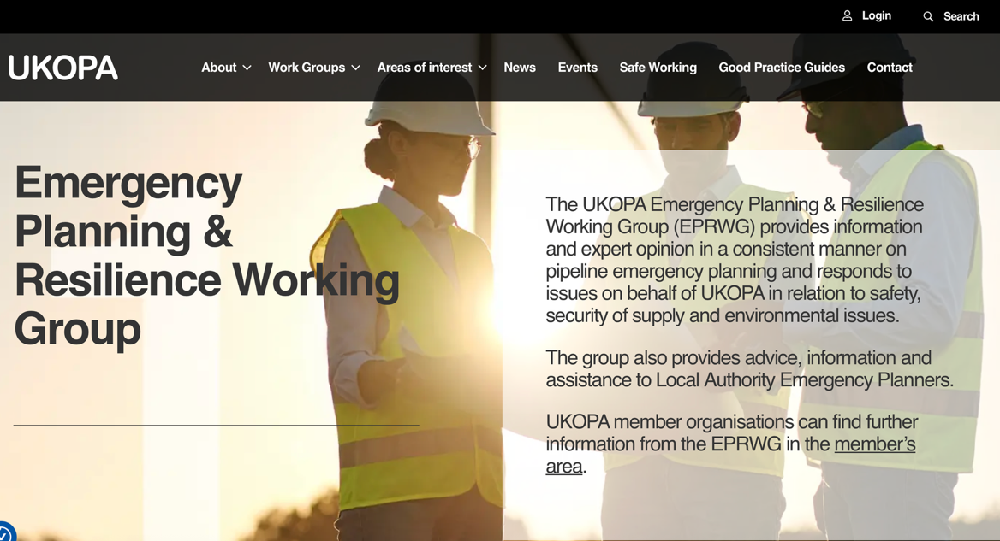 Login
Search
UKOPA
About
Work Groups
Areas of interest
News
Events
Safe Working
Good Practice Guides
Contact
Emergency
Planning &
Resilience Working
Group
The UKOPA Emergency Planning & Resilience
Working Group (EPRWG) provides information
and expert opinion in a consistent manner on
pipeline emergency planning and responds to
issues on behalf of UKOPA in relation to safety,
security of supply and environmental issues.
The group also provides advice, information and
assistance to Local Authority Emergency Planners.
UKOPA member organisations can find further
information from the EPRWG in the member’s
area.